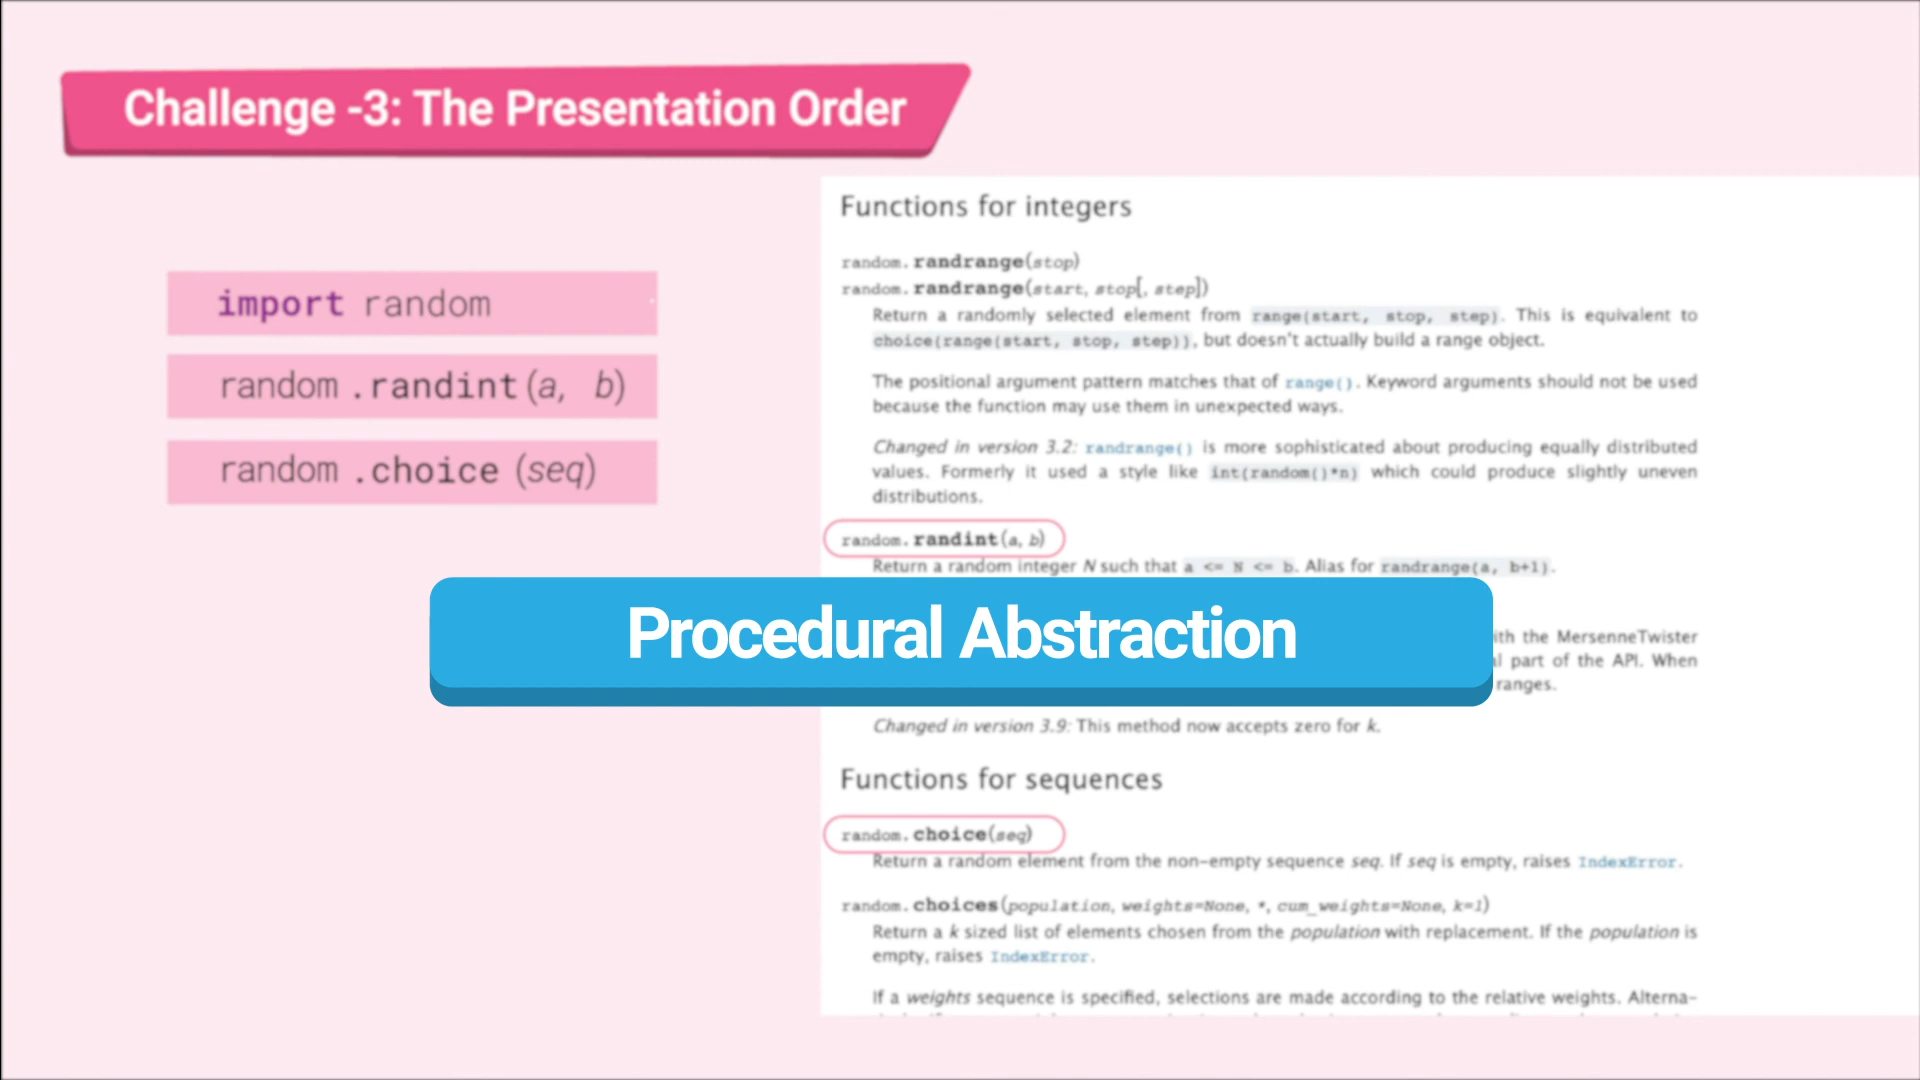 Challenge -3: The Presentation Order
import random
random .randint (a, b)
random .choice (seq)
Functions for integers
random.randrange(stop)
random.randrange(start, stop[, step])
Return a randomly selected element from range(start, stop, step). This is equivalent to
choice(range(start, stop, step)), but doesn't actually build a range object.
The positional argument pattern matches that of range(). Keyword arguments should not be used
because the function may use them in unexpected ways.
Changed in version 3.2: randrange() is more sophisticated about producing equally distributed
values. Formerly it used a style like int(random()*n) which could produce slightly uneven
distributions.
random.randint(a, b)
Return a random integer N such that a <= N <= b. Alias for randrange(a, b+1).
Procedural Abstraction
the MersenneTwister
part of the API. When
ranges.
Changed in version 3.9: This method now accepts zero for k.
Functions for sequences
random.choice(seq)
Return a random element from the non-empty sequence seq. If seq is empty, raises IndexError.
random.choices(population, weights=None, *, cum_weights=None, k=1)
Return a k sized list of elements chosen from the population with replacement. If the population is
empty, raises IndexError.
If a weights sequence is specified, selections are made according to the relative weights. Alterna-